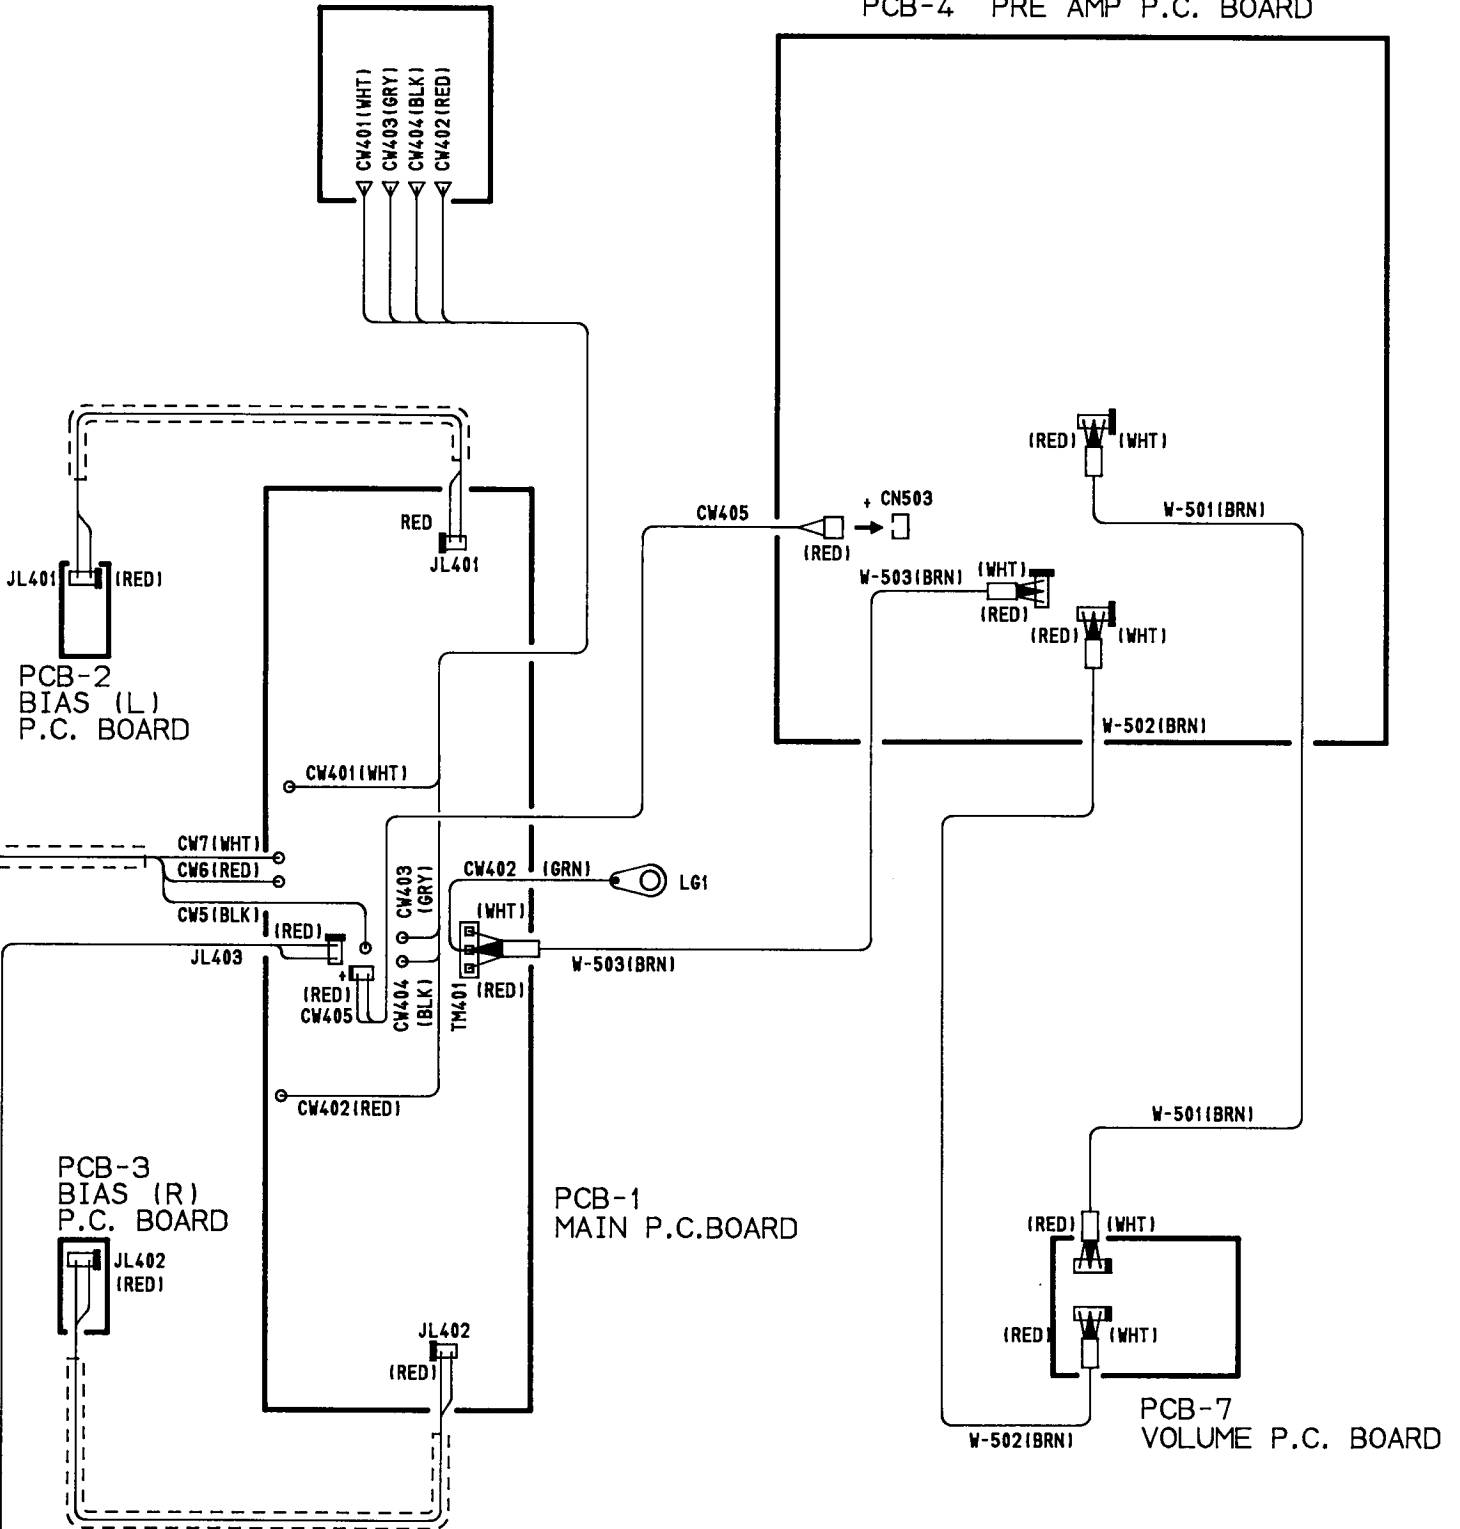 PCB-4 PRE AMP P.C. BOARD
CW401(WHT)
CW403(GRY)
CW404(BLK)
CW402(RED)
(RED)
(WHT)
CW405
+ CN503
(RED)
W-501(BRN)
RED
JL401
JL401
(RED)
W-503(BRN)
(WHT)
(RED)
(RED)
(WHT)
PCB-2
BIAS (L)
P.C. BOARD
W-502(BRN)
CW401(WHT)
CW7(WHT)
CW6(RED)
CW5(BLK)
CW403
(GRY)
CW402 (GRN)
LG1
(WHT)
(RED)
JL403
+
(RED)
CW405
CW404
(BLK)
TM401
(RED)
W-503(BRN)
CW402(RED)
W-501(BRN)
PCB-3
BIAS (R)
P.C. BOARD
PCB-1
MAIN P.C.BOARD
(RED)
(WHT)
JL402
(RED)
JL402
(RED)
(RED)
(WHT)
PCB-7
VOLUME P.C. BOARD
W-502(BRN)